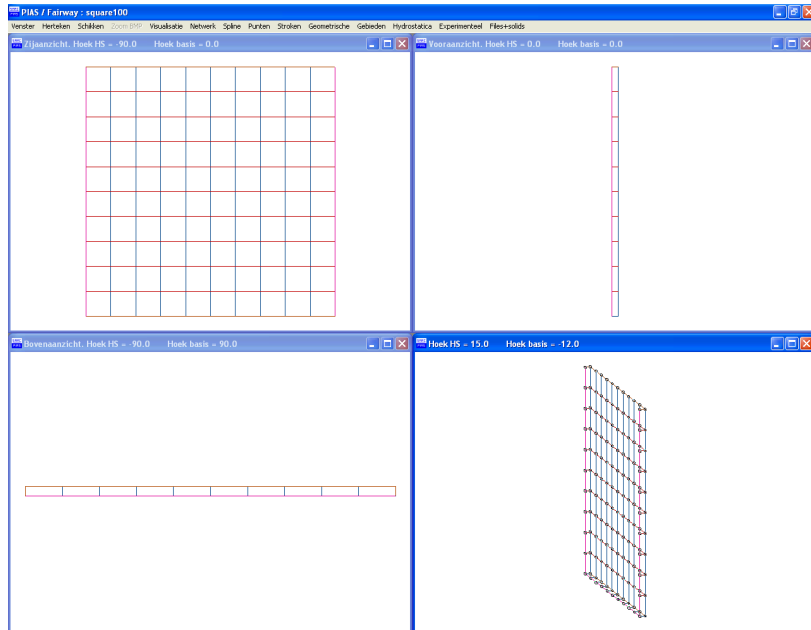 PIAS / Fairway : square100
Venster Herteken Schikken Zoom BMP Visualisatie Netwerk Spline Punten Stroken Geometrische Gebieden Hydrostatica Experimenteel Files+solids
Zijaanzicht. Hoek HS = -90.0 Hoek basis = 0.0
Vooraanzicht. Hoek HS = 0.0 Hoek basis = 0.0
Bovenaanzicht. Hoek HS = -90.0 Hoek basis = 90.0
Hoek HS = 15.0 Hoek basis = -12.0